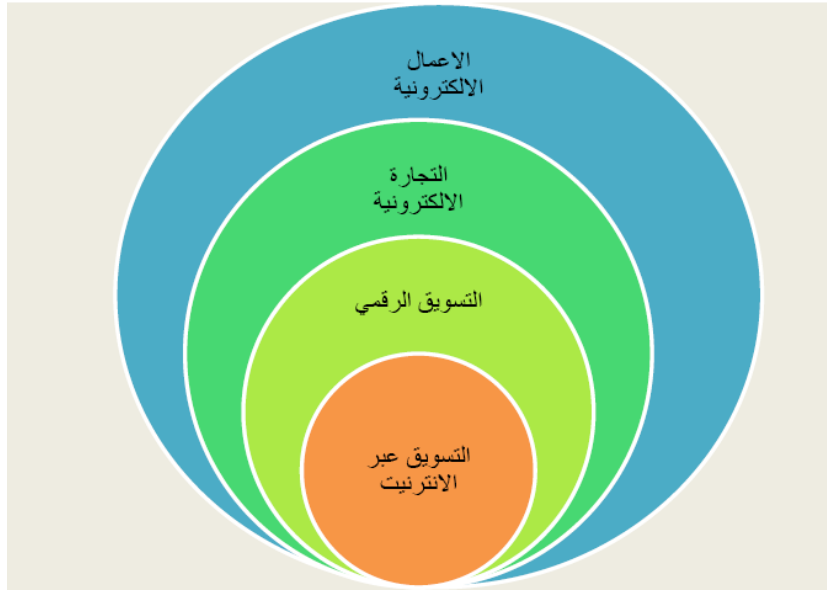 الاعمال
الالكترونية
التجارة
الالكترونية
التسويق الرقمي
التسويق عبر
الانترنيت